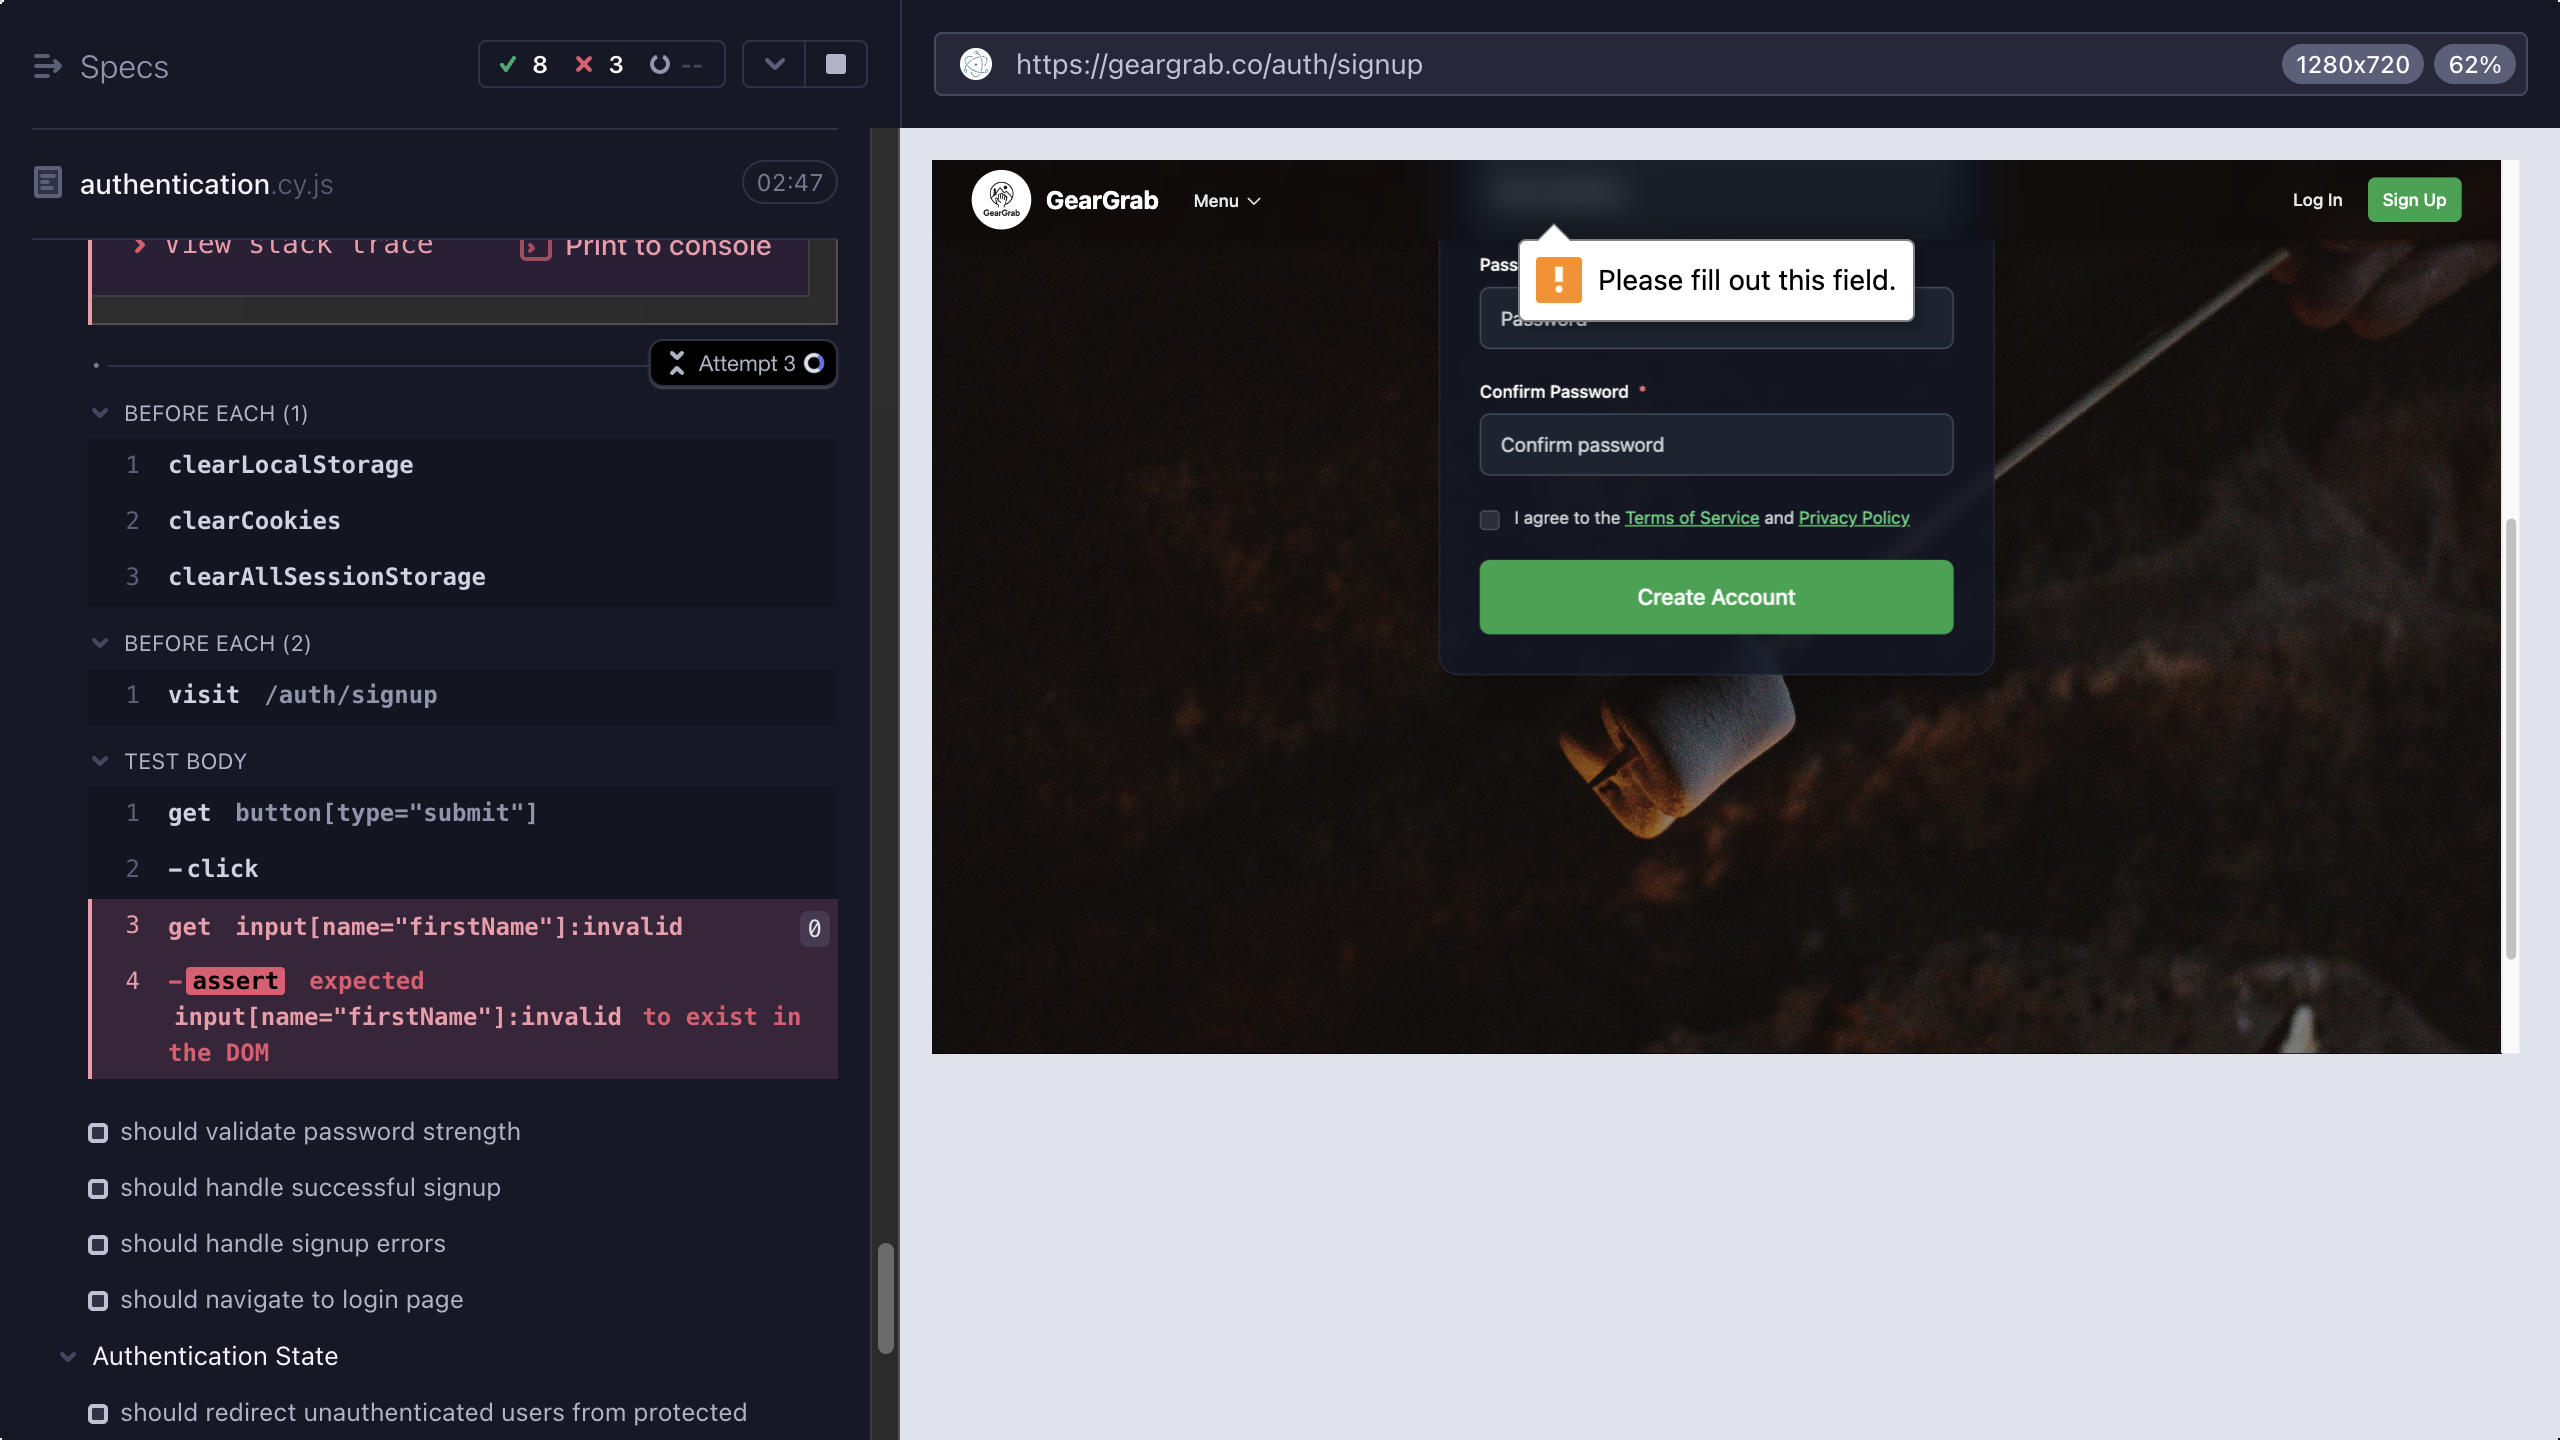 Specs
8 3 --
authentication.cy.js
02:47
View stack trace
Print to console
Attempt 3
BEFORE EACH (1)
1 clearLocalStorage
2 clearCookies
3 clearAllSessionStorage
BEFORE EACH (2)
1 visit /auth/signup
TEST BODY
1 get button[type="submit"]
2 -click
3 get input[name="firstName"]:invalid 0
4 -assert expected
input[name="firstName"]:invalid to exist in
the DOM
should validate password strength
should handle successful signup
should handle signup errors
should navigate to login page
Authentication State
should redirect unauthenticated users from protected
https://geargrab.co/auth/signup
1280x720
62%
GearGrab
GearGrab
Menu
Log In
Sign Up
Please fill out this field.
Pass
Password
Confirm Password *
Confirm password
I agree to the Terms of Service and Privacy Policy
Create Account